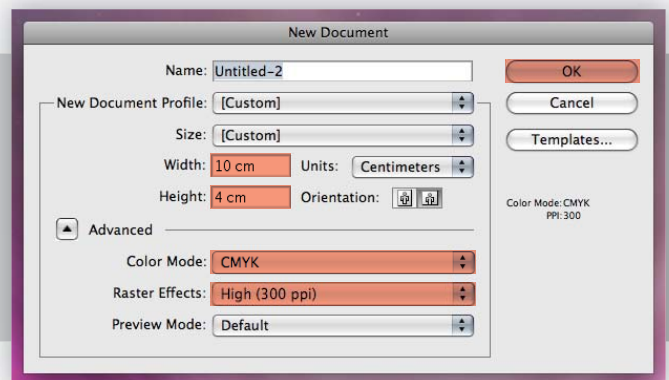 New Document
Name: Untitled-2
OK
New Document Profile: [Custom]
Cancel
Size: [Custom]
Templates...
Width: 10 cm Units: Centimeters
Height: 4 cm Orientation:
Color Mode: CMYK
PPI: 300
Advanced
Color Mode: CMYK
Raster Effects: High (300 ppi)
Preview Mode: Default